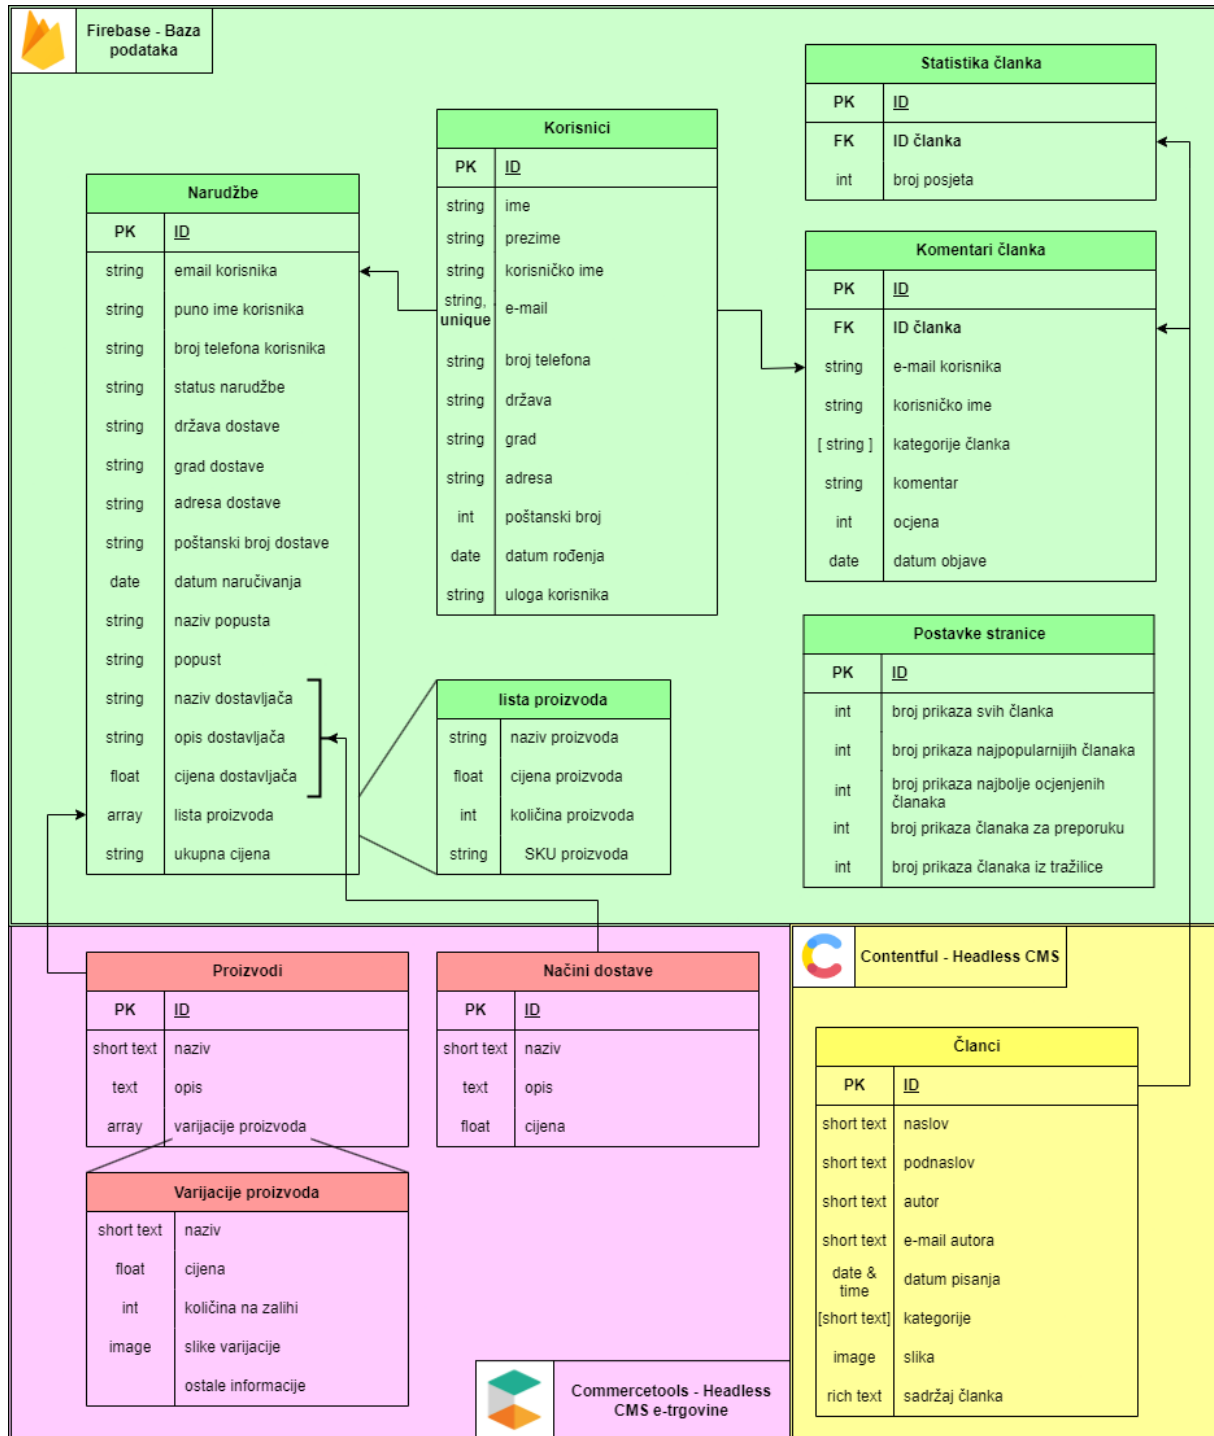 Firebase - Baza
podataka
Narudžbe
PK ID
string email korisnika
string puno ime korisnika
string broj telefona korisnika
string status narudžbe
string država dostave
string grad dostave
string adresa dostave
string poštanski broj dostave
date datum naručivanja
string naziv popusta
string popust
string naziv dostavljača
string opis dostavljača
float cijena dostavljača
array lista proizvoda
string ukupna cijena
Korisnici
PK ID
string ime
string prezime
string korisničko ime
string,
unique e-mail
string broj telefona
string država
string grad
string adresa
int poštanski broj
date datum rođenja
string uloga korisnika
lista proizvoda
string naziv proizvoda
float cijena proizvoda
int količina proizvoda
string SKU proizvoda
Statistika članka
PK ID
FK ID članka
int broj posjeta
Komentari članka
PK ID
FK ID članka
string e-mail korisnika
string korisničko ime
[ string ] kategorije članka
string komentar
int ocjena
date datum objave
Postavke stranice
PK ID
int broj prikaza svih članka
int broj prikaza najpopularnijih članaka
int broj prikaza najbolje ocjenjenih
članaka
int broj prikaza članaka za preporuku
int broj prikaza članaka iz tražilice
Proizvodi
PK ID
short text naziv
text opis
array varijacije proizvoda
Varijacije proizvoda
short text naziv
float cijena
int količina na zalihi
image slike varijacije
ostale informacije
Načini dostave
PK ID
short text naziv
text opis
float cijena
Commercetools - Headless
CMS e-trgovine
Contentful - Headless CMS
Članci
PK ID
short text naslov
short text podnaslov
short text autor
short text e-mail autora
date &
time datum pisanja
[short text] kategorije
image slika
rich text sadržaj članka